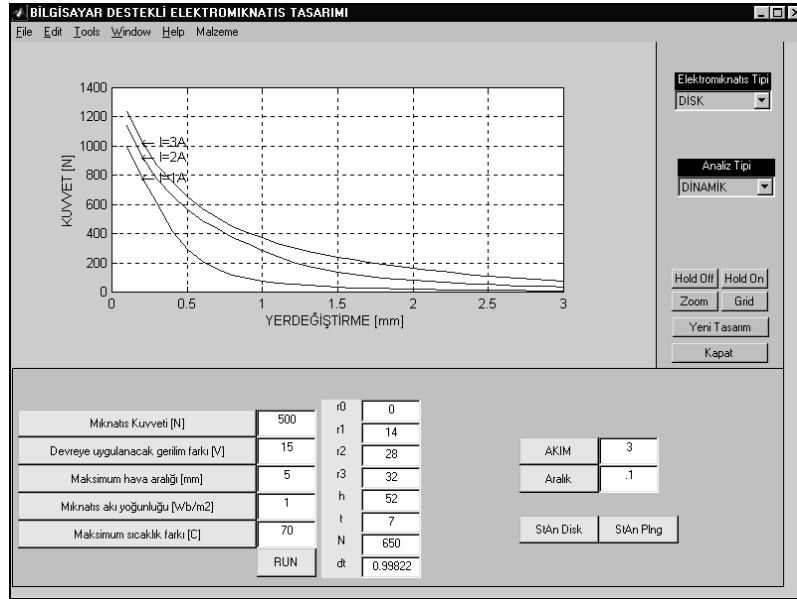 BİLGİSAYAR DESTEKLİ ELEKTROMIKNATIS TASARIMI
File Edit Tools Window Help Malzeme
KUVVET [N]
1400
1200
1000
800
600
400
200
0
I=3A
I=2A
I=1A
0 0.5 1 1.5 2 2.5 3
YERDEĞİŞTİRME [mm]
Elektromıknatıs Tipi
DİSK
Analiz Tipi
DİNAMİK
Hold Off Hold On
Zoom Grid
Yeni Tasarım
Kapat
Mıknatıs Kuvveti [N] 500
Devreye uygulanacak gerilim farkı [V] 15
Maksimum hava aralığı [mm] 5
Mıknatıs akı yoğunluğu [Wb/m2] 1
Maksimum sıcaklık farkı [C] 70
RUN
r0 0
r1 14
r2 28
r3 32
h 52
t 7
N 650
dt 0.99822
AKIM 3
Aralık .1
StAn Disk StAn Plng